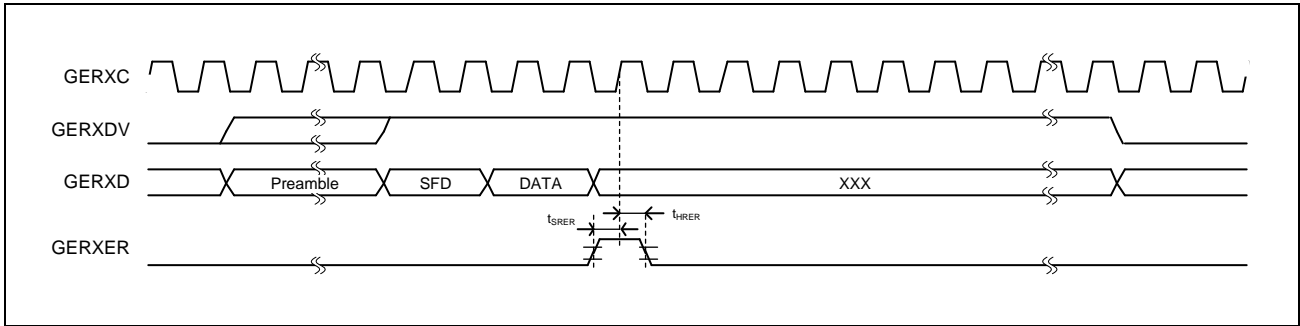 GERXC
GERXDV
GERXD
Preamble
SFD
DATA
XXX
tSRER
tHRER
GERXER